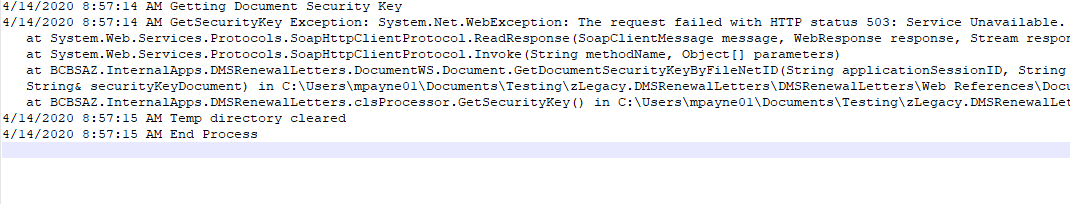 4/14/2020 8:57:14 AM Getting Document Security Key
4/14/2020 8:57:14 AM GetSecurityKey Exception: System.Net.WebException: The request failed with HTTP status 503: Service Unavailable.
at System.Web.Services.Protocols.SoapHttpClientProtocol.ReadResponse(SoapClientMessage message, WebResponse response, Stream respon
at System.Web.Services.Protocols.SoapHttpClientProtocol.Invoke(String methodName, Object[] parameters)
at BCBSAZ.InternalApps.DMSRenewalLetters.DocumentWS.Document.GetDocumentSecurityKeyByFileNetID(String applicationSessionID, String
String& securityKeyDocument) in C:\Users\mpayne01\Documents\Testing\zLegacy.DMSRenewalLetters\DMSRenewalLetters\Web References\Docu
at BCBSAZ.InternalApps.DMSRenewalLetters.clsProcessor.GetSecurityKey() in C:\Users\mpayne01\Documents\Testing\zLegacy.DMSRenewalLet
4/14/2020 8:57:15 AM Temp directory cleared
4/14/2020 8:57:15 AM End Process